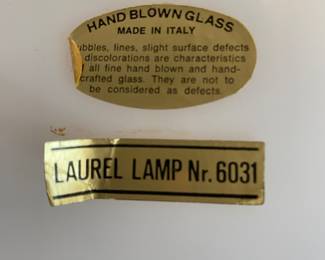 HAND BLOWN GLASS
MADE IN ITALY
ubbles, lines, slight surface defects
discolorations are characteristics
all fine hand blown and hand-
crafted glass. They are not to
be considered as defects.
LAUREL LAMP Nr. 6031